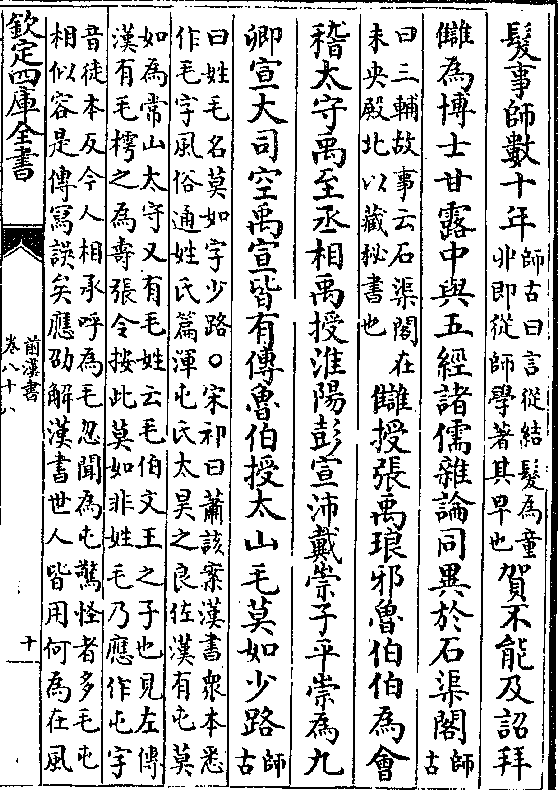 髮事師數十年師古曰言從結髮為童
丱即從師學著其早也賀不能及詔拜
讎為博士甘露中與五經諸儒雜論同異於石渠閣師
古
曰三輔故事云石渠閣在
未央殿北以藏秘書也讎授張禹琅邪魯伯伯為會
稽太守禹至丞相禹授淮陽彭宣沛戴崇子平崇為九
卿宣大司空禹宣皆有傳魯伯授太山毛莫如少路師
古
曰姓毛名莫如字少路○宋祁曰蕭該案漢書衆本悉
作毛字風俗通姓氏篇渾屯氏太昊之良佐漢有屯莫
如為常山太守又有毛姓云毛伯文王之子也見左傳
漢有毛樗之為壽張令按此莫如非姓毛乃應作屯字
音徒本反今人相承呼為毛忽聞為屯驚怪者多毛屯
相似容是傳寫誤矣應劭解漢書世人皆用何為在風
欽定四庫全書
前漢書
卷八十八
十